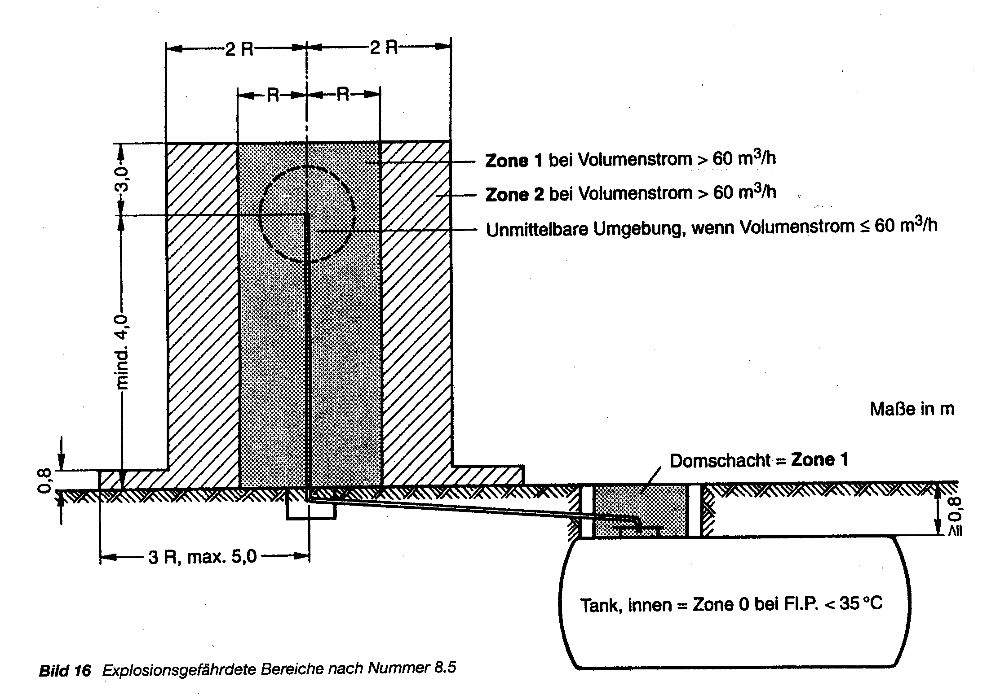 2 R
2 R
R
R
3,0
Zone 1 bei Volumenstrom > 60 m³/h
Zone 2 bei Volumenstrom > 60 m³/h
Unmittelbare Umgebung, wenn Volumenstrom ≤ 60 m³/h
mind. 4,0
Maße in m
0,8
Domschacht = Zone 1
≧ 0,8
3 R, max. 5,0
Tank, innen = Zone 0 bei Fl.P. < 35 °C
Bild 16 Explosionsgefährdete Bereiche nach Nummer 8.5